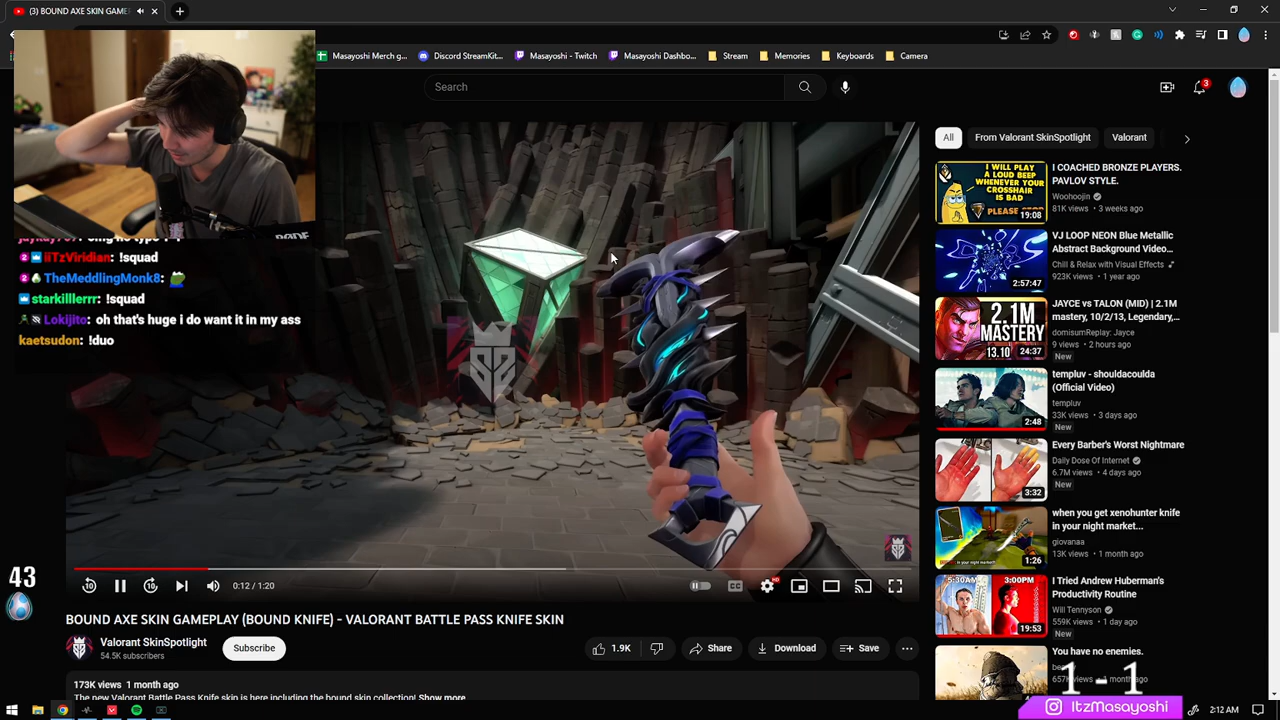 (3) BOUND AXE SKIN GAMEP
Masayoshi Merch g...
Discord StreamKit...
Masayoshi - Twitch
Masayoshi Dashbo...
Stream
Memories
Keyboards
Camera
Search
3
iiTzViridian: !squad
TheMeddlingMonk8:
starkilllerrr: !squad
Lokijito: oh that's huge i do want it in my ass
kaetsudon: !duo
43
0:12 / 1:20
BOUND AXE SKIN GAMEPLAY (BOUND KNIFE) - VALORANT BATTLE PASS KNIFE SKIN
Valorant SkinSpotlight
54.5K subscribers
Subscribe
1.9K
Share
Download
Save
173K views • 1 month ago
The new Valorant Battle Pass Knife skin is here including the bound skin collection! Show more
All
From Valorant SkinSpotlight
Valorant
I WILL PLAY
A LOUD BEEP
WHENEVER YOUR
CROSSHAIR
IS BAD
PLEASE STOP
19:08
I COACHED BRONZE PLAYERS.
PAVLOV STYLE.
Woohoojin
81K views • 3 weeks ago
2:57:47
VJ LOOP NEON Blue Metallic
Abstract Background Video...
Chill & Relax with Visual Effects
923K views • 1 year ago
2.1M
MASTERY
13.10
24:37
JAYCE vs TALON (MID) | 2.1M
mastery, 10/2/13, Legendary,...
domisumReplay: Jayce
9 views • 2 hours ago
New
2:48
templuv - shouldacoulda
(Official Video)
templuv
33K views • 3 days ago
New
3:32
Every Barber's Worst Nightmare
Daily Dose Of Internet
6.7M views • 4 days ago
New
1:26
when you get xenohunter knife
in your night market...
giovanaa
13K views • 1 month ago
5:30AM
3:00PM
19:53
I Tried Andrew Huberman's
Productivity Routine
Will Tennyson
559K views • 1 day ago
New
You have no enemies.
1 - 1
ItzMasayoshi
2:12 AM